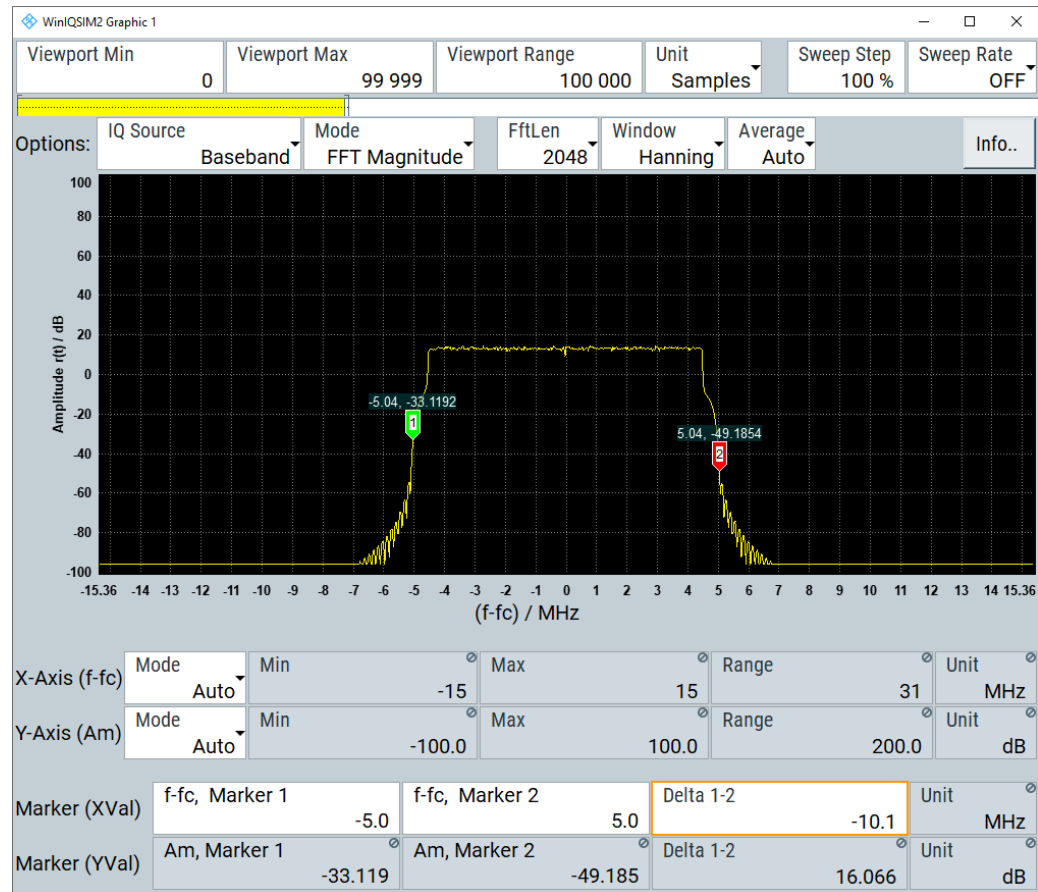 WinIQSIM2 Graphic 1
Viewport Min
0
Viewport Max
99 999
Viewport Range
100 000
Unit
Samples
Sweep Step
100 %
Sweep Rate
OFF
Options:
IQ Source
Baseband
Mode
FFT Magnitude
FftLen
2048
Window
Hanning
Average
Auto
Info..
Amplitude r(t) / dB
100
80
60
40
20
0
-20
-40
-60
-80
-100
-5.04, -33.1192
1
5.04, -49.1854
2
-15.36 -14 -13 -12 -11 -10 -9 -8 -7 -6 -5 -4 -3 -2 -1 0 1 2 3 4 5 6 7 8 9 10 11 12 13 14 15.36
(f-fc) / MHz
X-Axis (f-fc)
Mode
Auto
Min
-15
Max
15
Range
31
Unit
MHz
Y-Axis (Am)
Mode
Auto
Min
-100.0
Max
100.0
Range
200.0
Unit
dB
Marker (XVal)
f-fc, Marker 1
-5.0
f-fc, Marker 2
5.0
Delta 1-2
-10.1
Unit
MHz
Marker (YVal)
Am, Marker 1
-33.119
Am, Marker 2
-49.185
Delta 1-2
16.066
Unit
dB